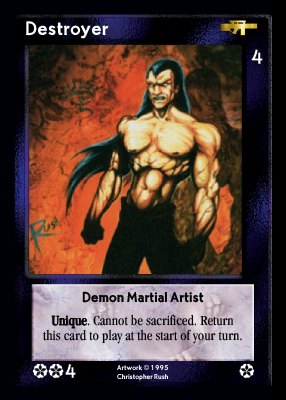 Destroyer
4
Rush
Demon Martial Artist
Unique. Cannot be sacrificed. Return
this card to play at the start of your turn.
4
Artwork © 1995
Christopher Rush